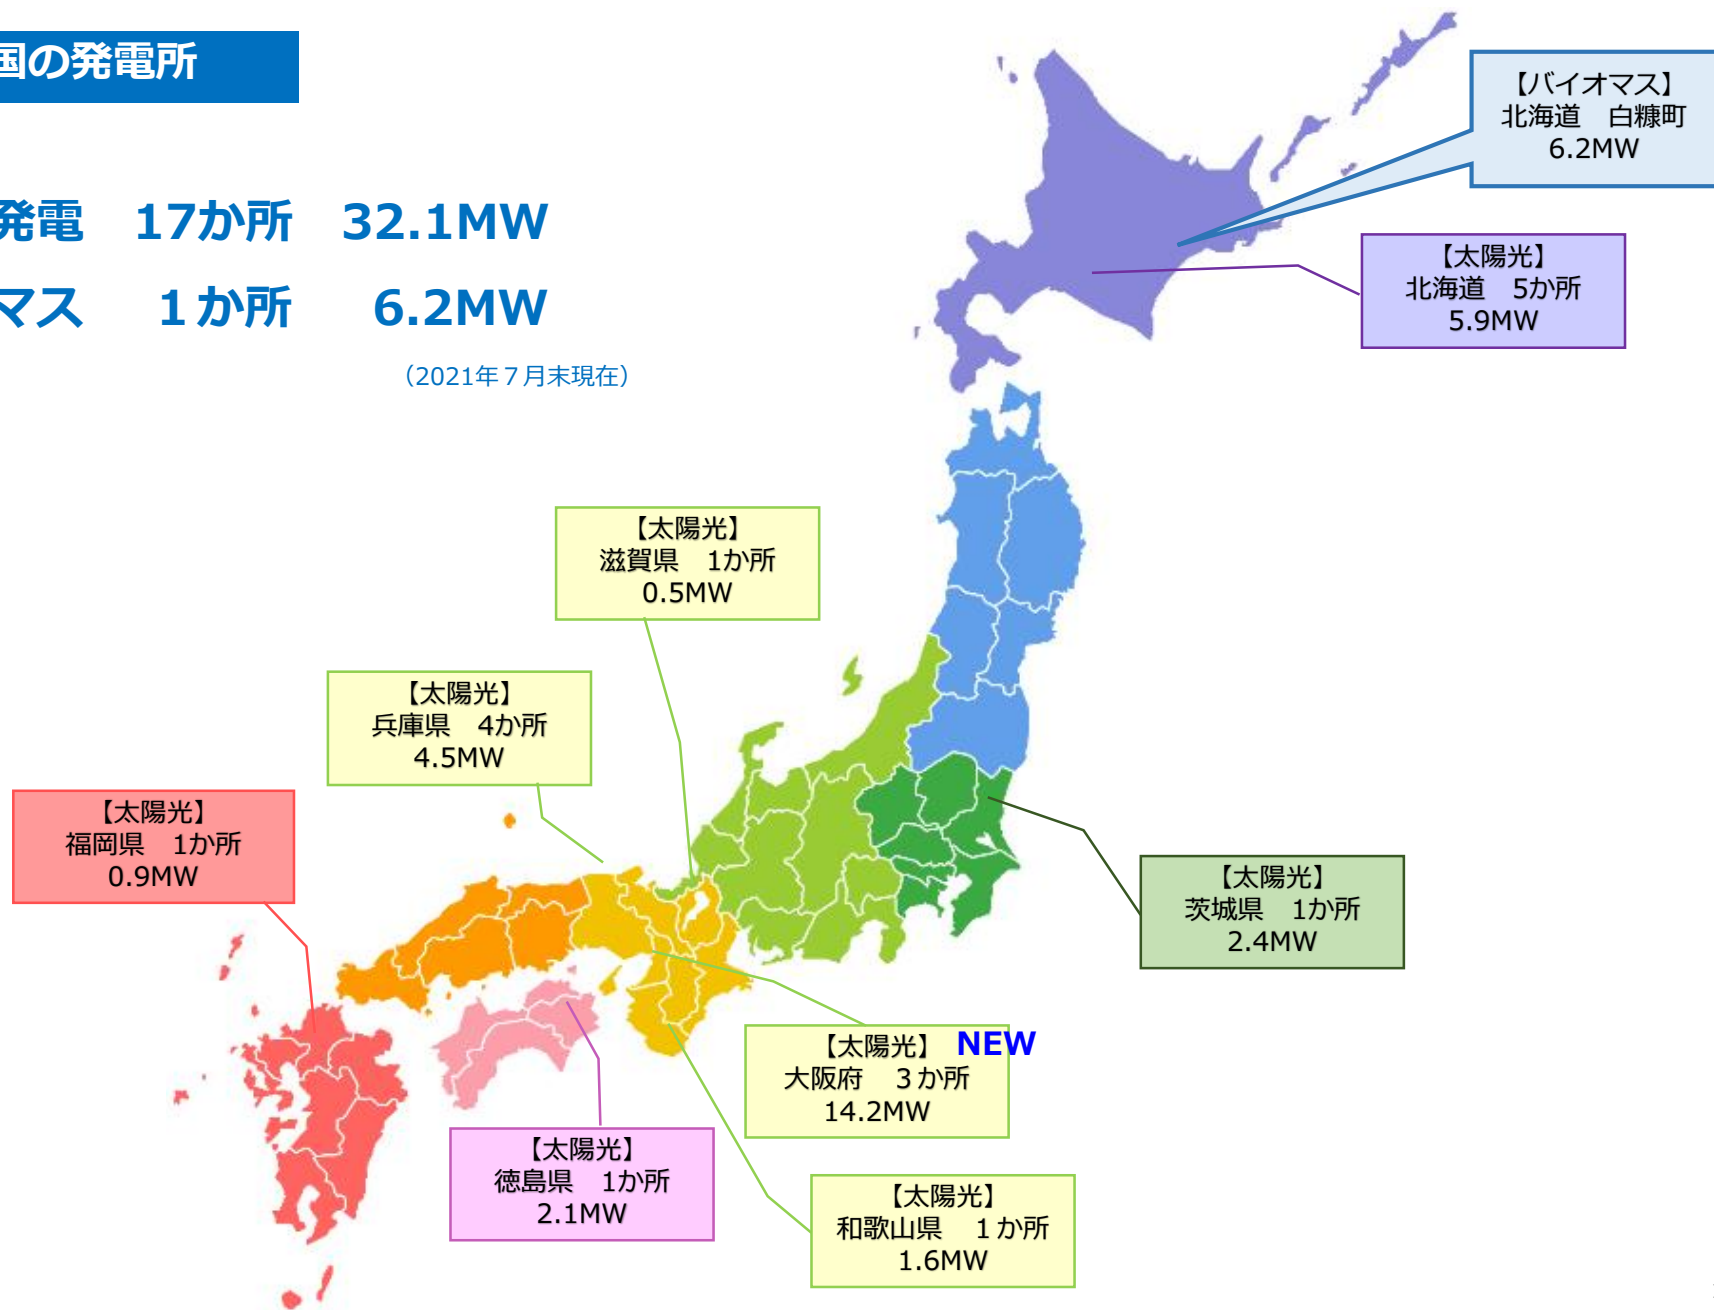 国の発電所
発電　17か所　32.1MW
マス　１か所　6.2MW
（2021年７月末現在）
【バイオマス】
北海道　白糠町
6.2MW
【太陽光】
北海道　5か所
5.9MW
【太陽光】
滋賀県　1か所
0.5MW
【太陽光】
兵庫県　4か所
4.5MW
【太陽光】
福岡県　1か所
0.9MW
【太陽光】
茨城県　1か所
2.4MW
【太陽光】 NEW
大阪府　３か所
14.2MW
【太陽光】
徳島県　1か所
2.1MW
【太陽光】
和歌山県　１か所
1.6MW